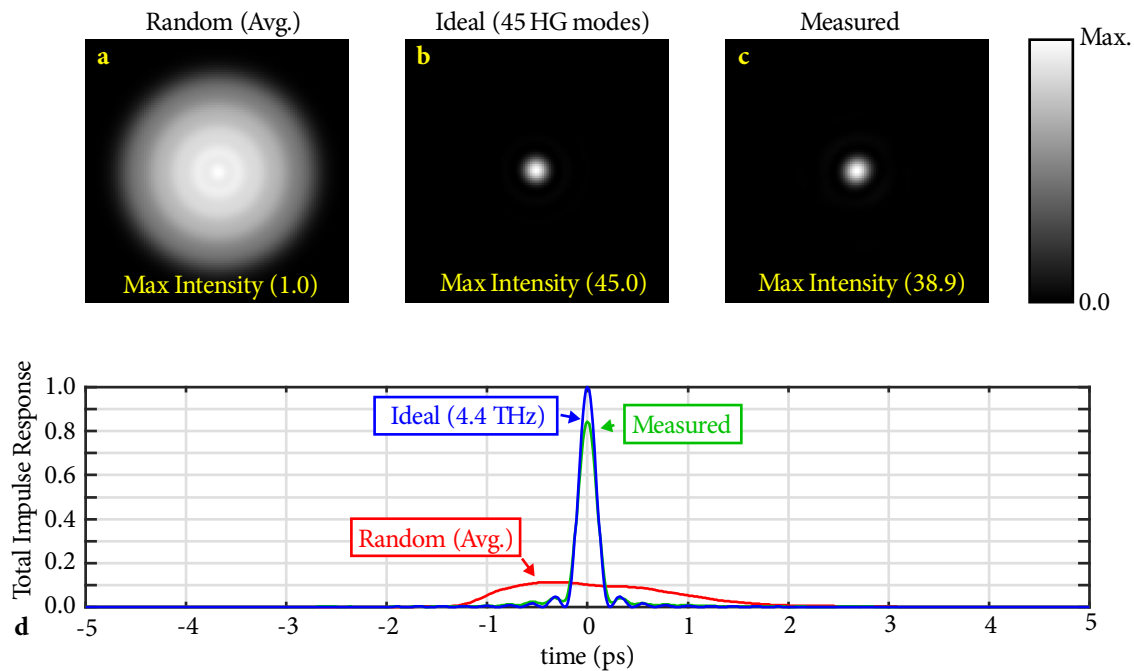 Random (Avg.)
Ideal (45 HG modes)
Measured
a
b
c
Max.
Max Intensity (1.0)
Max Intensity (45.0)
Max Intensity (38.9)
0.0
Total Impulse Response
1.0
0.8
0.6
0.4
0.2
0.0
Ideal (4.4 THz)
Measured
Random (Avg.)
d
-5
-4
-3
-2
-1
0
1
2
3
4
5
time (ps)